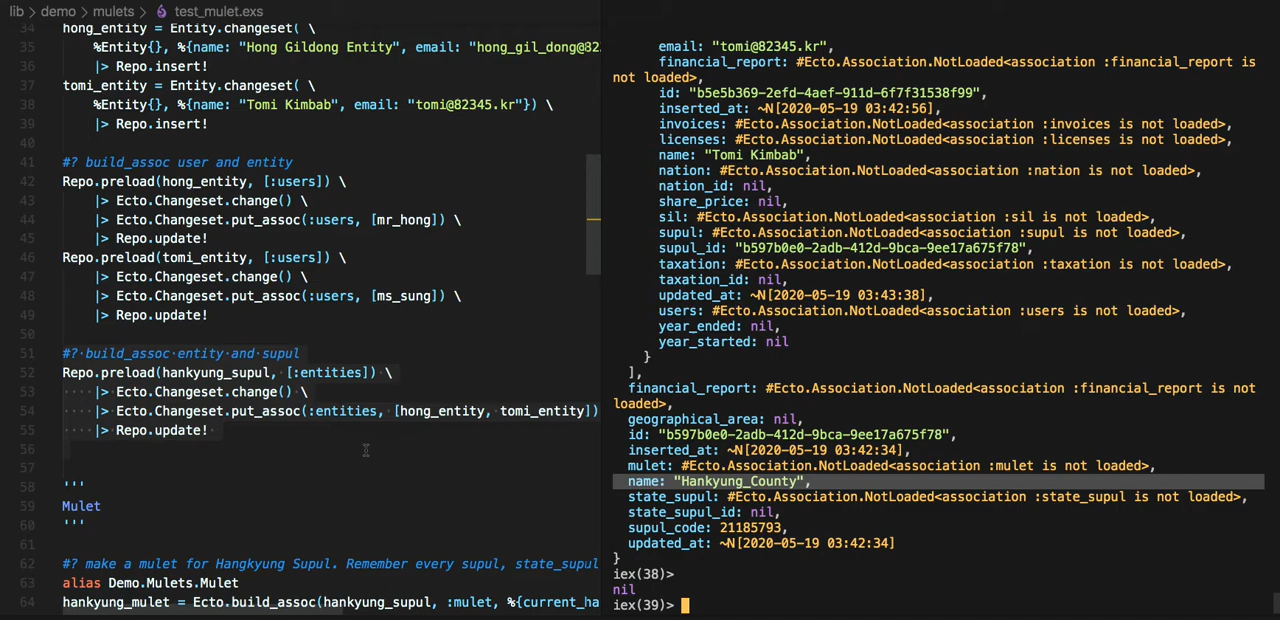 lib > demo > mulets > test_mulet.exs
34 hong_entity = Entity.changeset( \
35 %Entity{}, %{name: "Hong Gildong Entity", email: "hong_gil_dong@82
36 |> Repo.insert!
37 tomi_entity = Entity.changeset( \
38 %Entity{}, %{name: "Tomi Kimbab", email: "tomi@82345.kr"}) \
39 |> Repo.insert!
40
41 #? build_assoc user and entity
42 Repo.preload(hong_entity, [:users]) \
43 |> Ecto.Changeset.change() \
44 |> Ecto.Changeset.put_assoc(:users, [mr_hong]) \
45 |> Repo.update!
46 Repo.preload(tomi_entity, [:users]) \
47 |> Ecto.Changeset.change() \
48 |> Ecto.Changeset.put_assoc(:users, [ms_sung]) \
49 |> Repo.update!
50
51 #?·build_assoc·entity·and·supul
52 Repo.preload(hankyung_supul,·[:entities])·\
53 ····|>·Ecto.Changeset.change()·\
54 ····|>·Ecto.Changeset.put_assoc(:entities,·[hong_entity,·tomi_entity])
55 ····|>·Repo.update!·
56
57
58 '''
59 Mulet
60 '''
61
62 #? make a mulet for Hangkyung Supul. Remember every supul, state_supul
63 alias Demo.Mulets.Mulet
64 hankyung_mulet = Ecto.build_assoc(hankyung_supul, :mulet, %{current_ha
email: "tomi@82345.kr",
financial_report: #Ecto.Association.NotLoaded<association :financial_report is
not loaded>,
id: "b5e5b369-2efd-4aef-911d-6f7f31538f99",
inserted_at: ~N[2020-05-19 03:42:56],
invoices: #Ecto.Association.NotLoaded<association :invoices is not loaded>,
licenses: #Ecto.Association.NotLoaded<association :licenses is not loaded>,
name: "Tomi Kimbab",
nation: #Ecto.Association.NotLoaded<association :nation is not loaded>,
nation_id: nil,
share_price: nil,
sil: #Ecto.Association.NotLoaded<association :sil is not loaded>,
supul: #Ecto.Association.NotLoaded<association :supul is not loaded>,
supul_id: "b597b0e0-2adb-412d-9bca-9ee17a675f78",
taxation: #Ecto.Association.NotLoaded<association :taxation is not loaded>,
taxation_id: nil,
updated_at: ~N[2020-05-19 03:43:38],
users: #Ecto.Association.NotLoaded<association :users is not loaded>,
year_ended: nil,
year_started: nil
}
],
financial_report: #Ecto.Association.NotLoaded<association :financial_report is not
loaded>,
geographical_area: nil,
id: "b597b0e0-2adb-412d-9bca-9ee17a675f78",
inserted_at: ~N[2020-05-19 03:42:34],
mulet: #Ecto.Association.NotLoaded<association :mulet is not loaded>,
name: "Hankyung_County",
state_supul: #Ecto.Association.NotLoaded<association :state_supul is not loaded>,
state_supul_id: nil,
supul_code: 21185793,
updated_at: ~N[2020-05-19 03:42:34]
}
iex(38)>
nil
iex(39)>